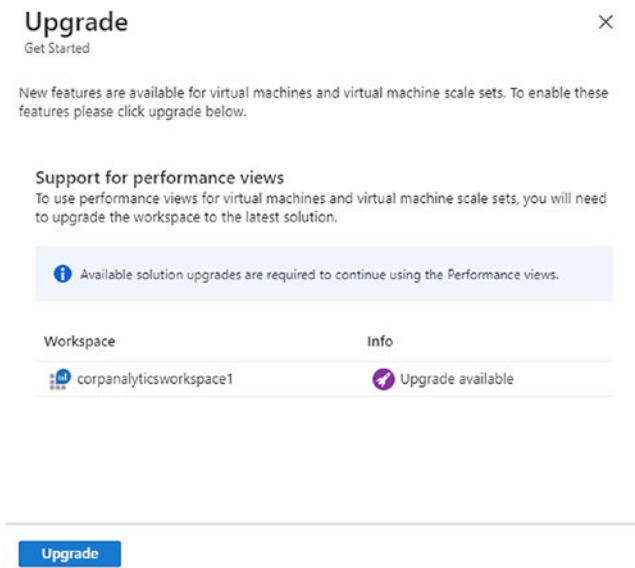 Upgrade
Get Started
New features are available for virtual machines and virtual machine scale sets. To enable these
features please click upgrade below.
Support for performance views
To use performance views for virtual machines and virtual machine scale sets, you will need
to upgrade the workspace to the latest solution.
Available solution upgrades are required to continue using the Performance views.
Workspace Info
corpanalyticsworkspace1 Upgrade available
Upgrade